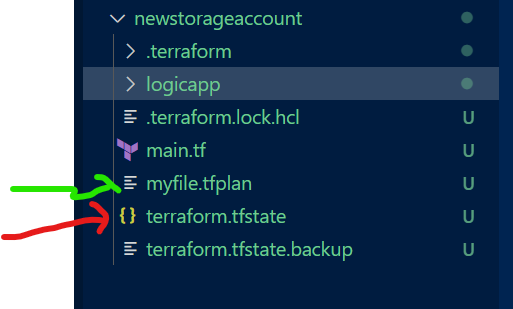 newstorageaccount
.terraform
logicapp
.terraform.lock.hcl U
main.tf U
myfile.tfplan U
{} terraform.tfstate U
terraform.tfstate.backup U